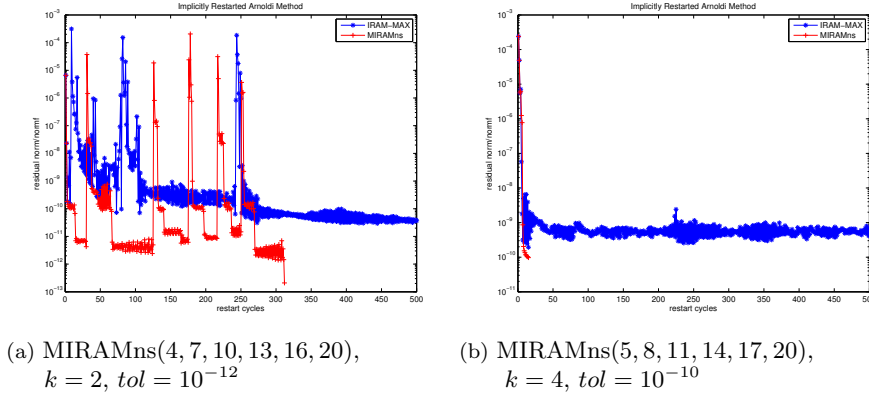 Implicitly Restarted Arnoldi Method
IRAM-MAX
MIRAMns
residual norm/normf
10^-3
10^-4
10^-5
10^-6
10^-7
10^-8
10^-9
10^-10
10^-11
10^-12
10^-13
0 50 100 150 200 250 300 350 400 450 500
restart cycles
Implicitly Restarted Arnoldi Method
IRAM-MAX
MIRAMns
residual norm/normf
10^-3
10^-4
10^-5
10^-6
10^-7
10^-8
10^-9
10^-10
10^-11
0 50 100 150 200 250 300 350 400 450 500
restart cycles
(a) MIRAMns(4, 7, 10, 13, 16, 20),
k = 2, tol = 10^-12
(b) MIRAMns(5, 8, 11, 14, 17, 20),
k = 4, tol = 10^-10